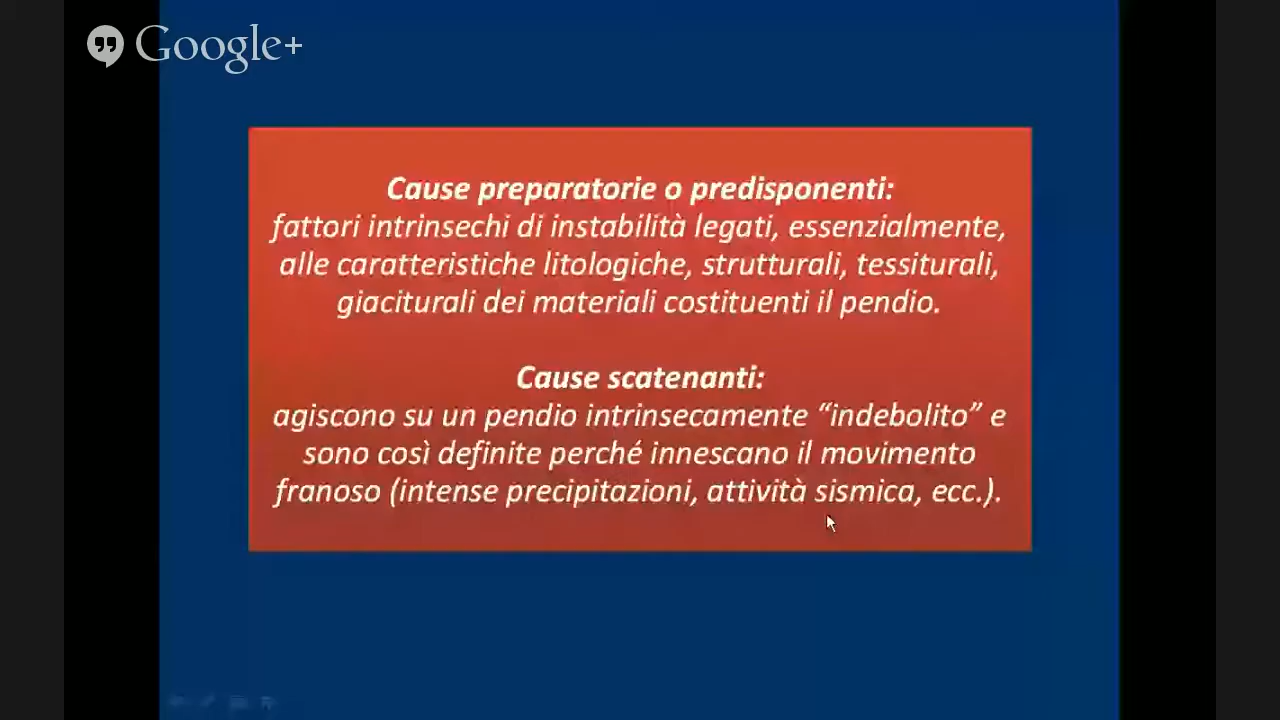 Google+
Cause preparatorie o predisponenti:
fattori intrinsechi di instabilità legati, essenzialmente,
alle caratteristiche litologiche, strutturali, tessiturali,
giaciturali dei materiali costituenti il pendio.
Cause scatenanti:
agiscono su un pendio intrinsecamente “indebolito” e
sono così definite perché innescano il movimento
franoso (intense precipitazioni, attività sismica, ecc.).